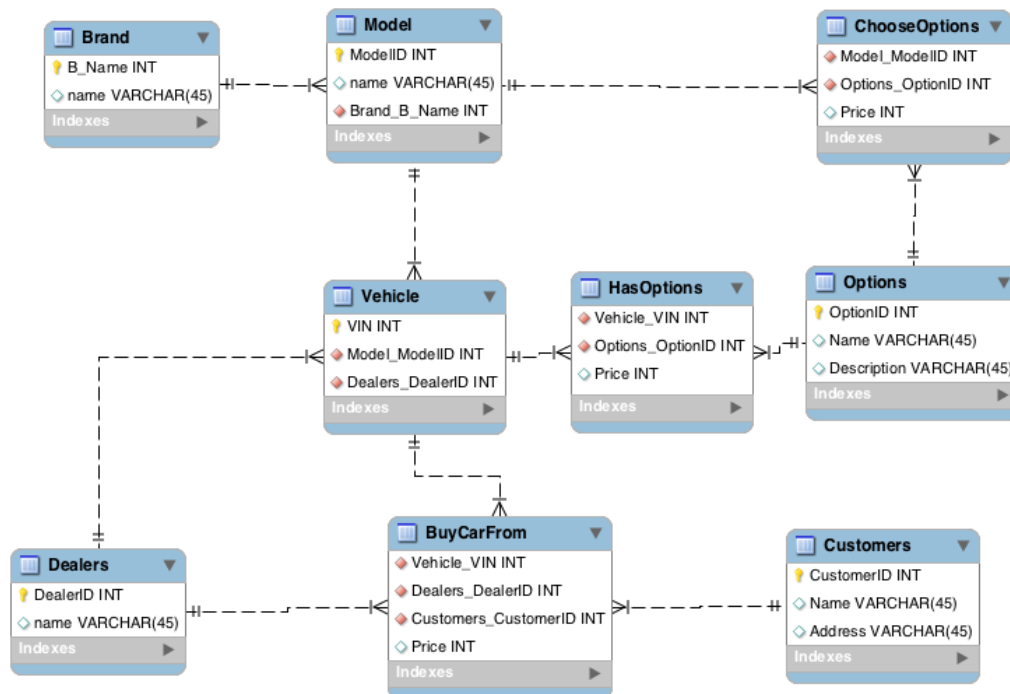 Brand
B_Name INT
name VARCHAR(45)
Indexes
Model
ModelID INT
name VARCHAR(45)
Brand_B_Name INT
Indexes
ChooseOptions
Model_ModelID INT
Options_OptionID INT
Price INT
Indexes
Vehicle
VIN INT
Model_ModelID INT
Dealers_DealerID INT
Indexes
HasOptions
Vehicle_VIN INT
Options_OptionID INT
Price INT
Indexes
Options
OptionID INT
Name VARCHAR(45)
Description VARCHAR(45)
Indexes
Dealers
DealerID INT
name VARCHAR(45)
Indexes
BuyCarFrom
Vehicle_VIN INT
Dealers_DealerID INT
Customers_CustomerID INT
Price INT
Indexes
Customers
CustomerID INT
Name VARCHAR(45)
Address VARCHAR(45)
Indexes